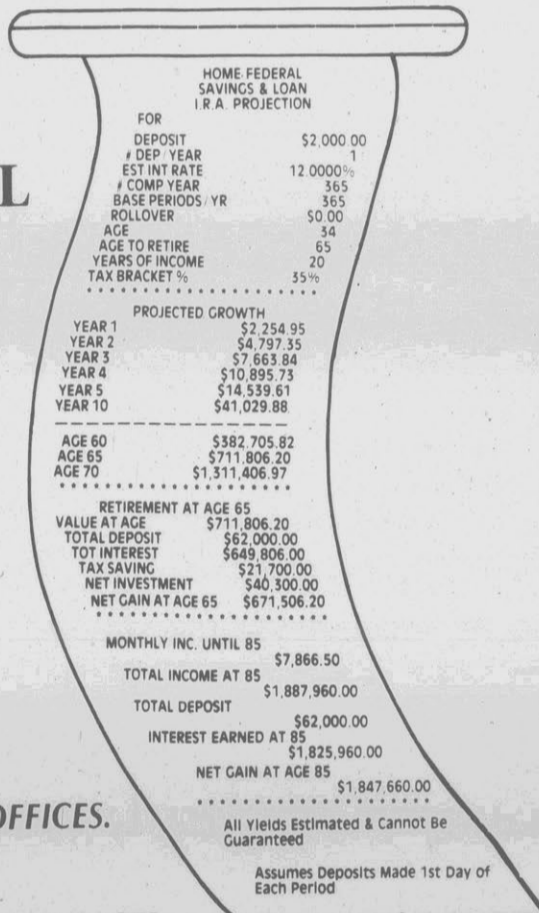 HOME FEDERAL
SAVINGS & LOAN
I.R.A. PROJECTION
FOR
DEPOSIT $2,000.00
# DEP/YEAR 1
EST INT RATE 12.0000%
# COMP YEAR 365
BASE PERIODS/YR 365
ROLLOVER $0.00
AGE 34
AGE TO RETIRE 65
YEARS OF INCOME 20
TAX BRACKET % 35%
PROJECTED GROWTH
YEAR 1 $2,254.95
YEAR 2 $4,797.35
YEAR 3 $7,663.84
YEAR 4 $10,895.73
YEAR 5 $14,539.61
YEAR 10 $41,029.88
AGE 60 $382,705.82
AGE 65 $711,806.20
AGE 70 $1,311,406.97
RETIREMENT AT AGE 65
VALUE AT AGE $711,806.20
TOTAL DEPOSIT $62,000.00
TOT INTEREST $649,806.00
TAX SAVING $21,700.00
NET INVESTMENT $40,300.00
NET GAIN AT AGE 65 $671,506.20
MONTHLY INC. UNTIL 85
$7,866.50
TOTAL INCOME AT 85
$1,887,960.00
TOTAL DEPOSIT
$62,000.00
INTEREST EARNED AT 85
$1,825,960.00
NET GAIN AT AGE 85
$1,847,660.00
All Yields Estimated & Cannot Be
Guaranteed
Assumes Deposits Made 1st Day of
Each Period
L
OFFICES.